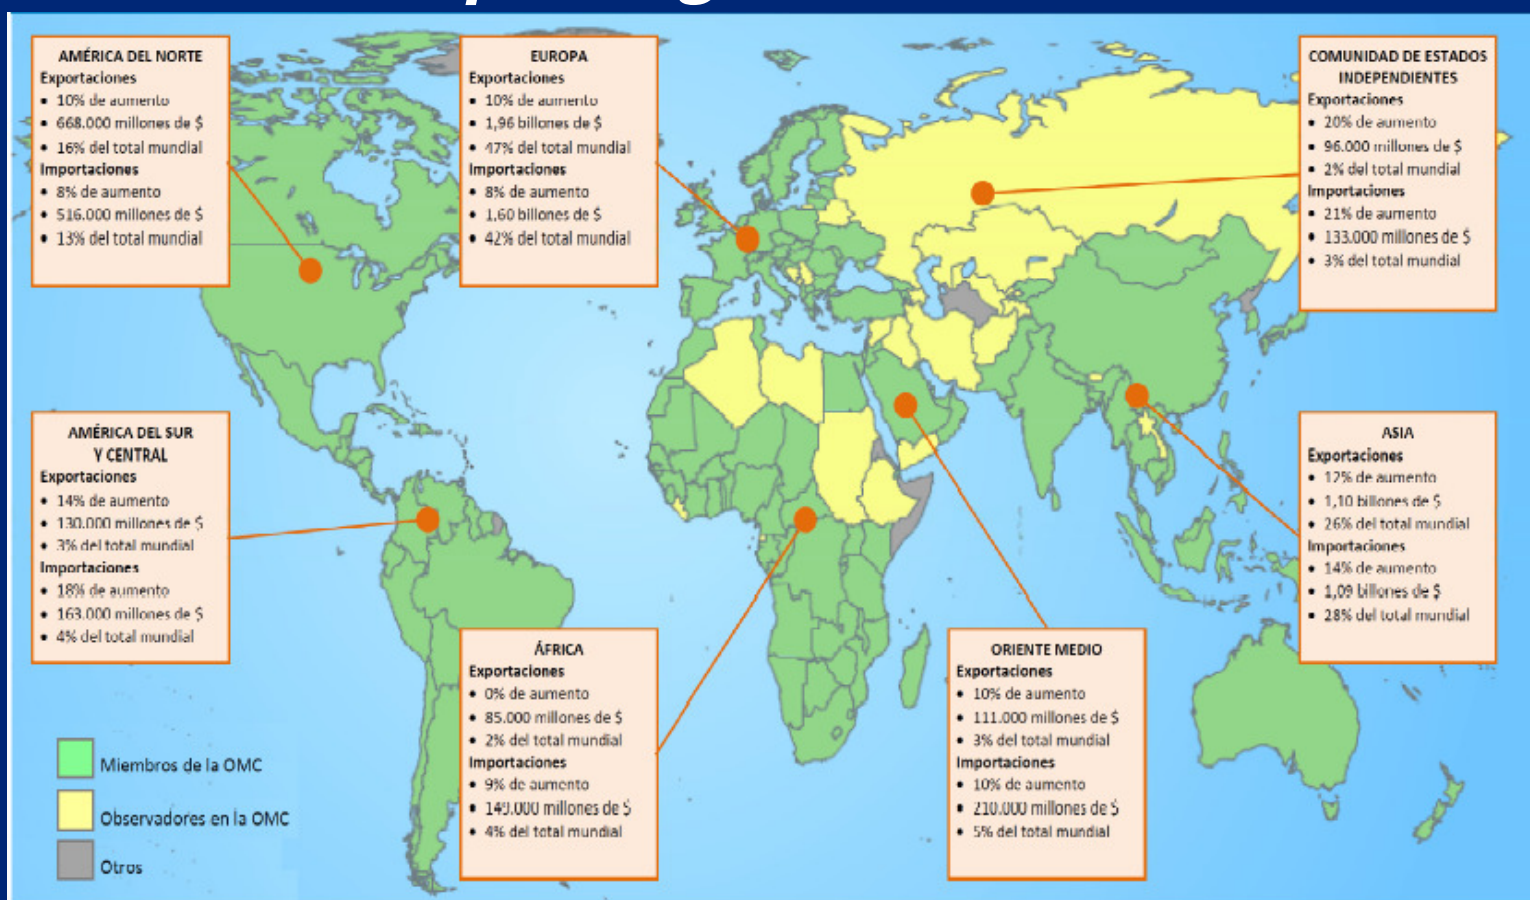 AMÉRICA DEL NORTE
Exportaciones
• 10% de aumento
• 668.000 millones de $
• 16% del total mundial
Importaciones
• 8% de aumento
• 516.000 millones de $
• 13% del total mundial
EUROPA
Exportaciones
• 10% de aumento
• 1,96 billones de $
• 47% del total mundial
Importaciones
• 8% de aumento
• 1,60 billones de $
• 42% del total mundial
COMUNIDAD DE ESTADOS
INDEPENDIENTES
Exportaciones
• 20% de aumento
• 96.000 millones de $
• 2% del total mundial
Importaciones
• 21% de aumento
• 133.000 millones de $
• 3% del total mundial
AMÉRICA DEL SUR
Y CENTRAL
Exportaciones
• 14% de aumento
• 130.000 millones de $
• 3% del total mundial
Importaciones
• 18% de aumento
• 163.000 millones de $
• 4% del total mundial
ASIA
Exportaciones
• 12% de aumento
• 1,10 billones de $
• 26% del total mundial
Importaciones
• 14% de aumento
• 1,09 billones de $
• 28% del total mundial
ÁFRICA
Exportaciones
• 0% de aumento
• 85.000 millones de $
• 2% del total mundial
Importaciones
• 9% de aumento
• 149.000 millones de $
• 4% del total mundial
ORIENTE MEDIO
Exportaciones
• 10% de aumento
• 111.000 millones de $
• 3% del total mundial
Importaciones
• 10% de aumento
• 210.000 millones de $
• 5% del total mundial
Miembros de la OMC
Observadores en la OMC
Otros